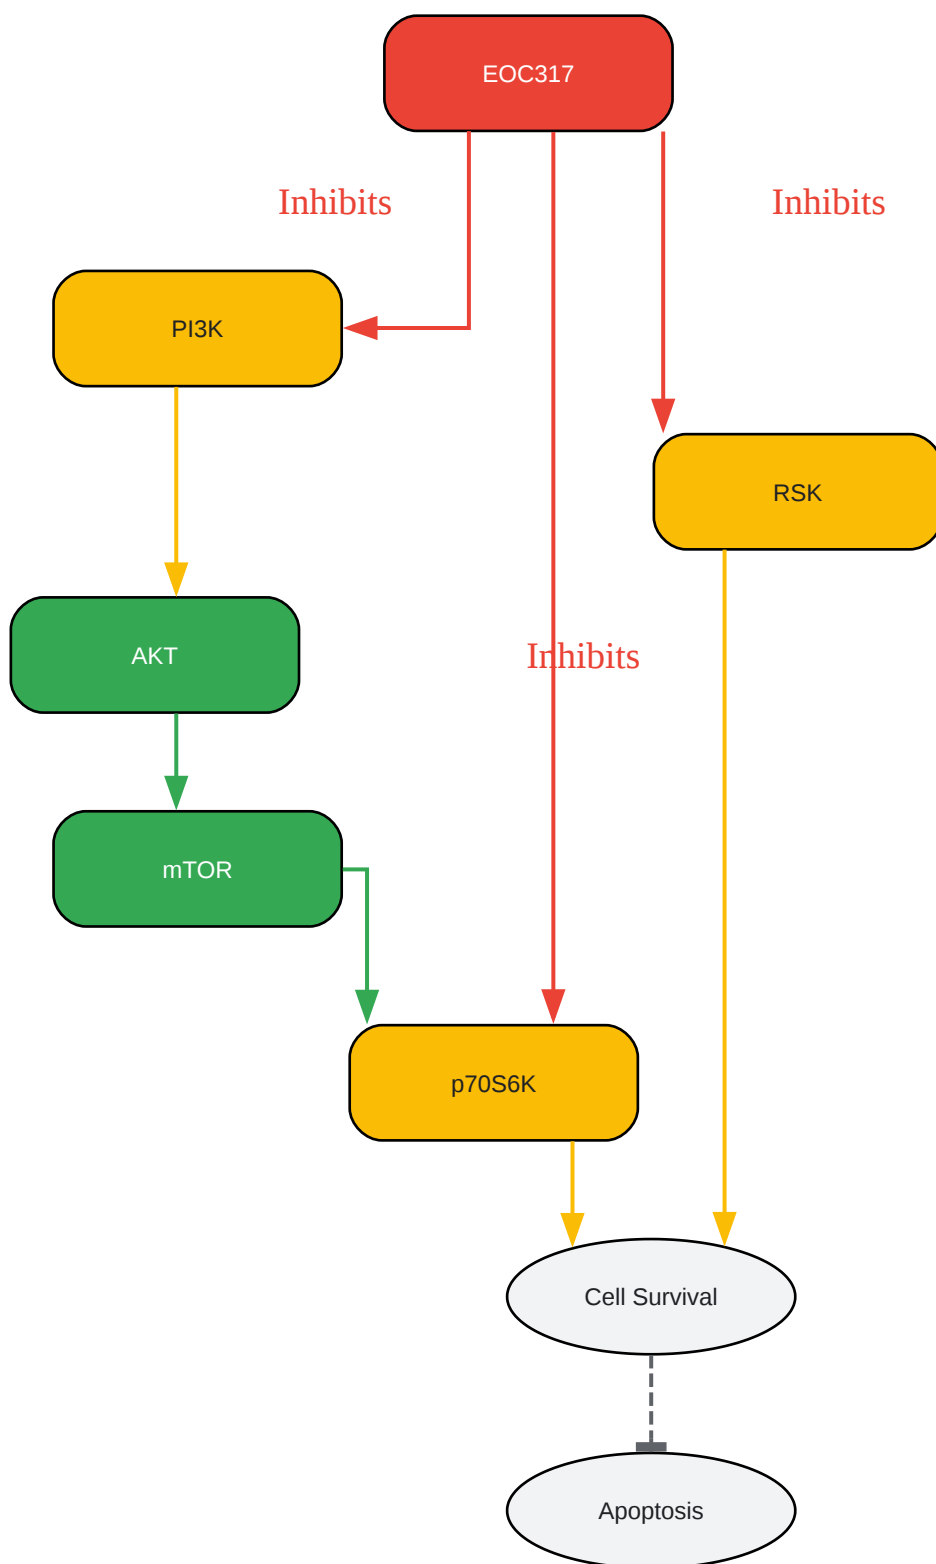 EOC317
Inhibits
Inhibits
PI3K
RSK
AKT
Inhibits
mTOR
p70S6K
Cell Survival
Apoptosis